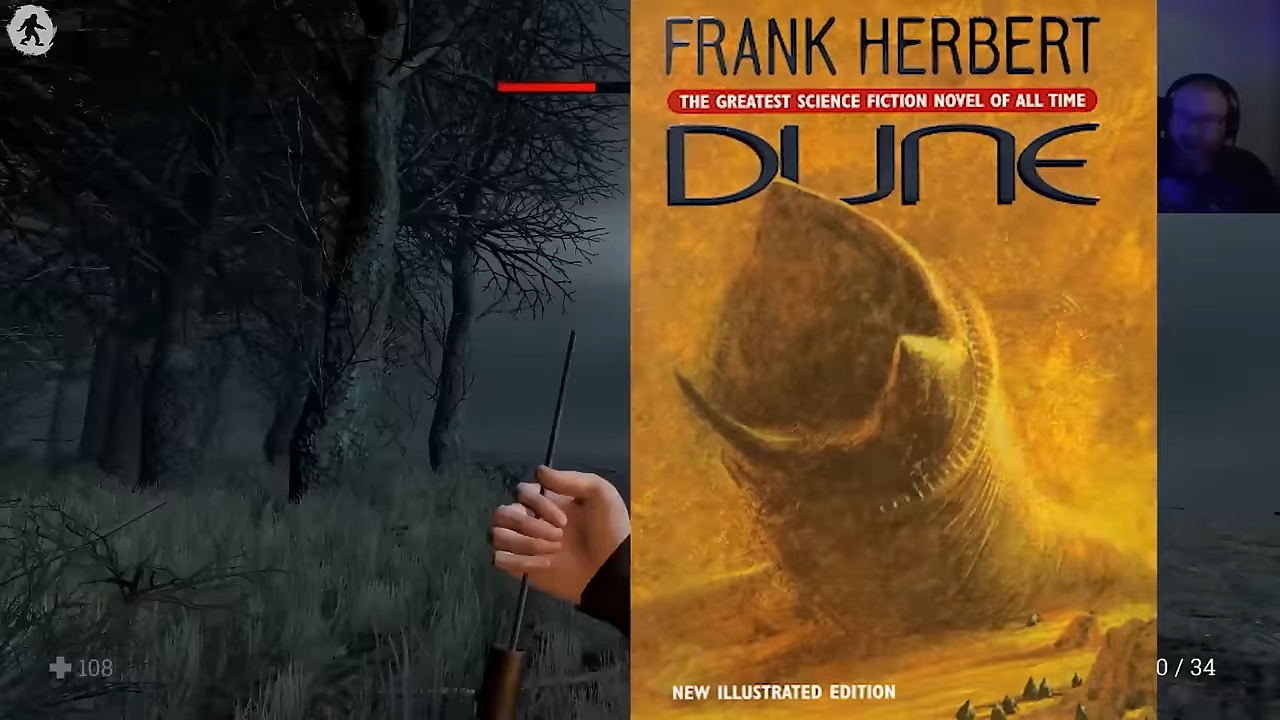 FRANK HERBERT
THE GREATEST SCIENCE FICTION NOVEL OF ALL TIME
DUNE
NEW ILLUSTRATED EDITION
108
0 / 34